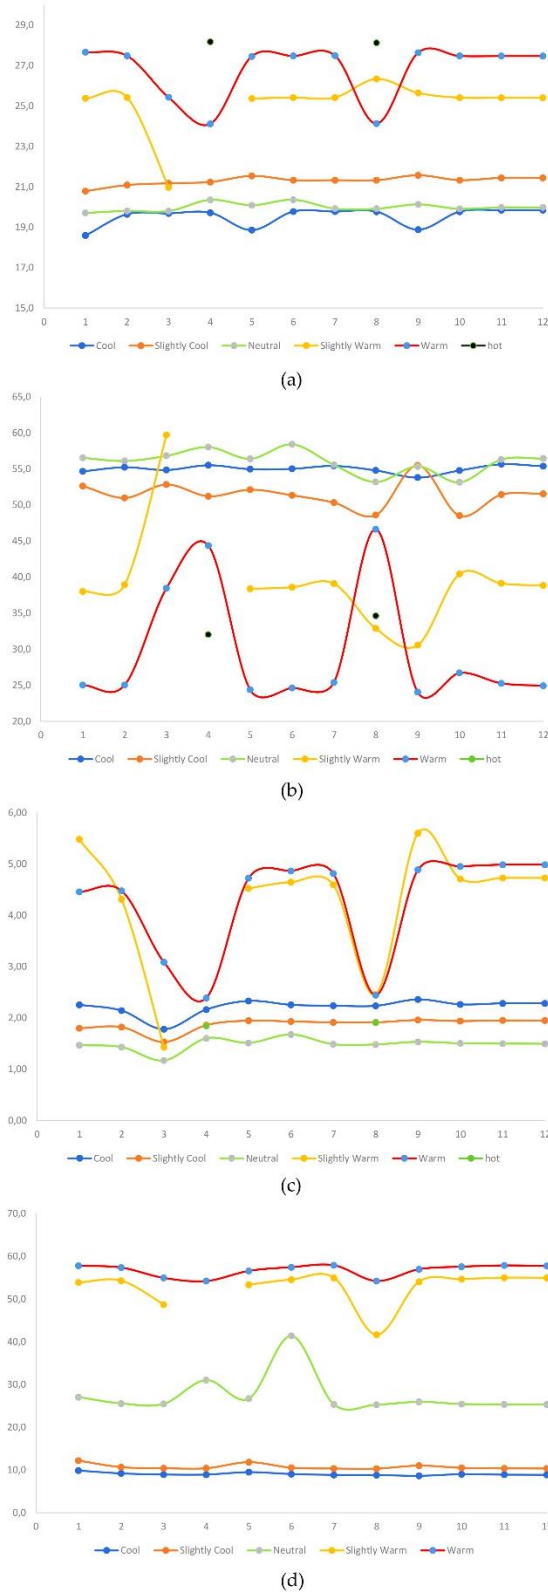 29,0
27,0
25,0
23,0
21,0
19,0
17,0
15,0
0 1 2 3 4 5 6 7 8 9 10 11 12
Cool Slightly Cool Neutral Slightly Warm Warm hot
(a)
65,0
60,0
55,0
50,0
45,0
40,0
35,0
30,0
25,0
20,0
0 1 2 3 4 5 6 7 8 9 10 11 12
Cool Slightly Cool Neutral Slightly Warm Warm hot
(b)
6,00
5,00
4,00
3,00
2,00
1,00
0,00
0 1 2 3 4 5 6 7 8 9 10 11 12
Cool Slightly Cool Neutral Slightly Warm Warm hot
(c)
70,0
60,0
50,0
40,0
30,0
20,0
10,0
0,0
0 1 2 3 4 5 6 7 8 9 10 11 12
Cool Slightly Cool Neutral Slightly Warm Warm
(d)